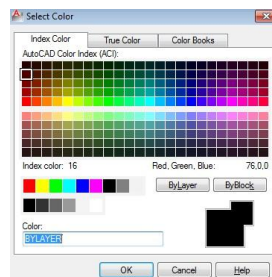 Select Color
Index Color
True Color
Color Books
AutoCAD Color Index (ACI):
Index color: 16
Red, Green, Blue: 76,0,0
ByLayer
ByBlock
Color:
BYLAYER
OK
Cancel
Help